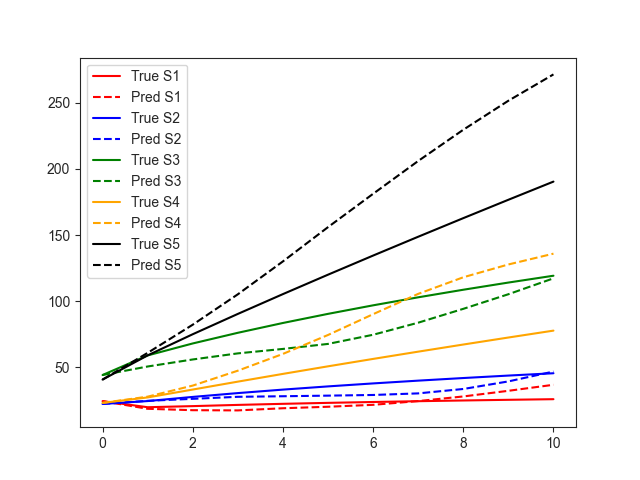 True S1
Pred S1
True S2
Pred S2
True S3
Pred S3
True S4
Pred S4
True S5
Pred S5
250
200
150
100
50
0 2 4 6 8 10